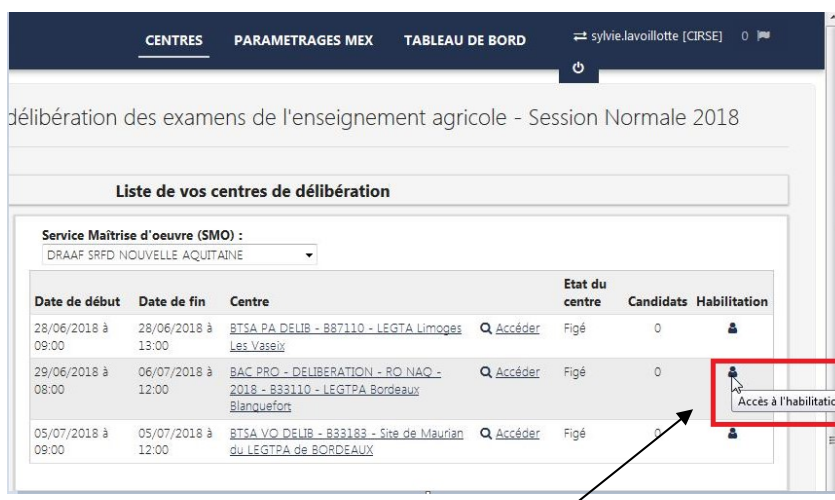 CENTRES PARAMETRAGES MEX TABLEAU DE BORD sylvie.lavoillotte [CIRSE] 0
délibération des examens de l'enseignement agricole - Session Normale 2018
Liste de vos centres de délibération
Service Maîtrise d'oeuvre (SMO) :
DRAAF SRFD NOUVELLE AQUITAINE
Date de début Date de fin Centre Etat du centre Candidats Habilitation
28/06/2018 à 09:00 28/06/2018 à 13:00 BTSA PA DELIB - B87110 - LEGTA Limoges Les Vaseix Accéder Figé 0
29/06/2018 à 08:00 06/07/2018 à 12:00 BAC PRO - DELIBERATION - RO NAQ - 2018 - B33110 - LEGTPA Bordeaux Blanquefort Accéder Figé 0
Accès à l'habilitatio
05/07/2018 à 09:00 05/07/2018 à 12:00 BTSA VO DELIB - B33183 - Site de Maurian du LEGTPA de BORDEAUX Accéder Figé 0